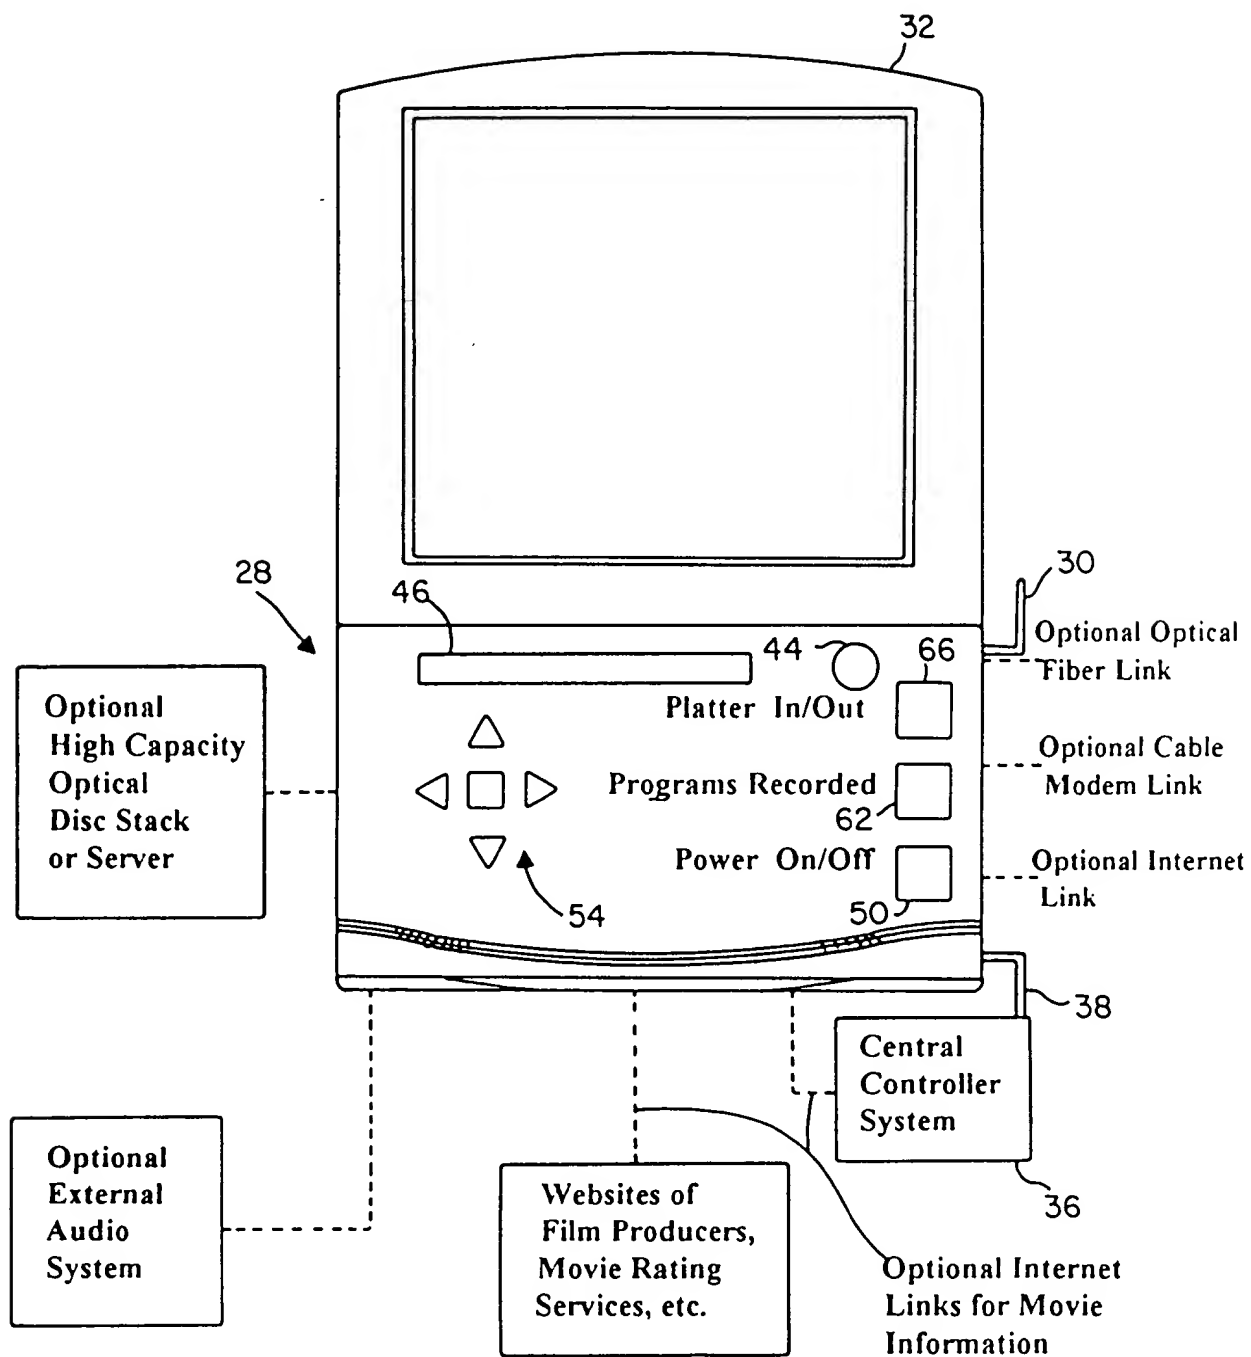 32
28
46
44
66
30
Optional Optical
Fiber Link
Platter In/Out
Optional
High Capacity
Optical
Disc Stack
or Server
Optional Cable
Modem Link
Programs Recorded
62
Power On/Off
Optional Internet
Link
50
54
38
Central
Controller
System
36
Optional
External
Audio
System
Websites of
Film Producers,
Movie Rating
Services, etc.
Optional Internet
Links for Movie
Information